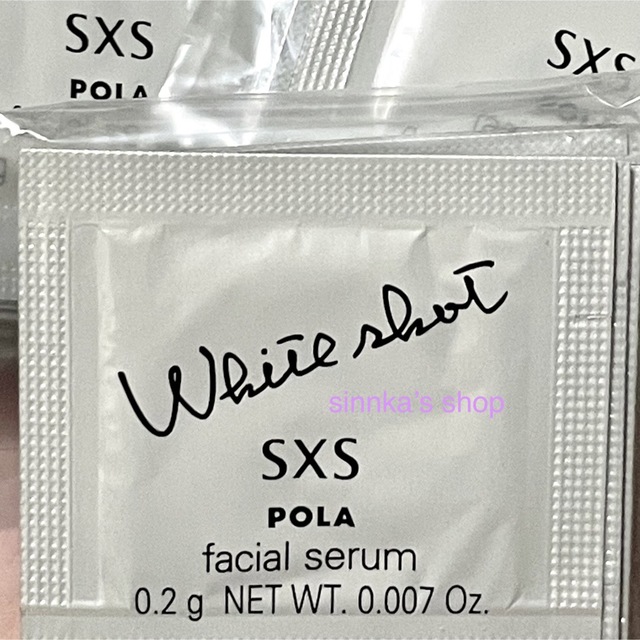 SXS
POLA
SXS
White shot
sinnka's shop
SXS
POLA
facial serum
0.2 g NET WT. 0.007 Oz.